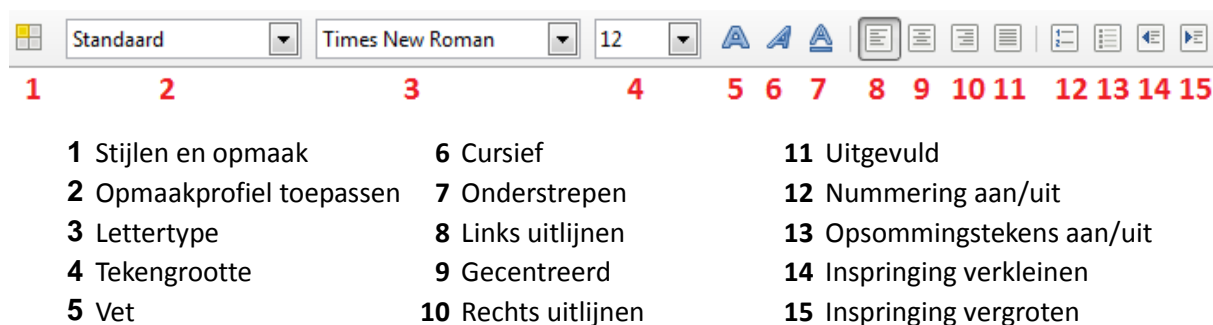 Standaard Times New Roman 12
1 2 3 4 5 6 7 8 9 10 11 12 13 14 15
1 Stijlen en opmaak 6 Cursief 11 Uitgevuld
2 Opmaakprofiel toepassen 7 Onderstrepen 12 Nummering aan/uit
3 Lettertype 8 Links uitlijnen 13 Opsommingstekens aan/uit
4 Tekengrootte 9 Gecentreerd 14 Inspringing verkleinen
5 Vet 10 Rechts uitlijnen 15 Inspringing vergroten